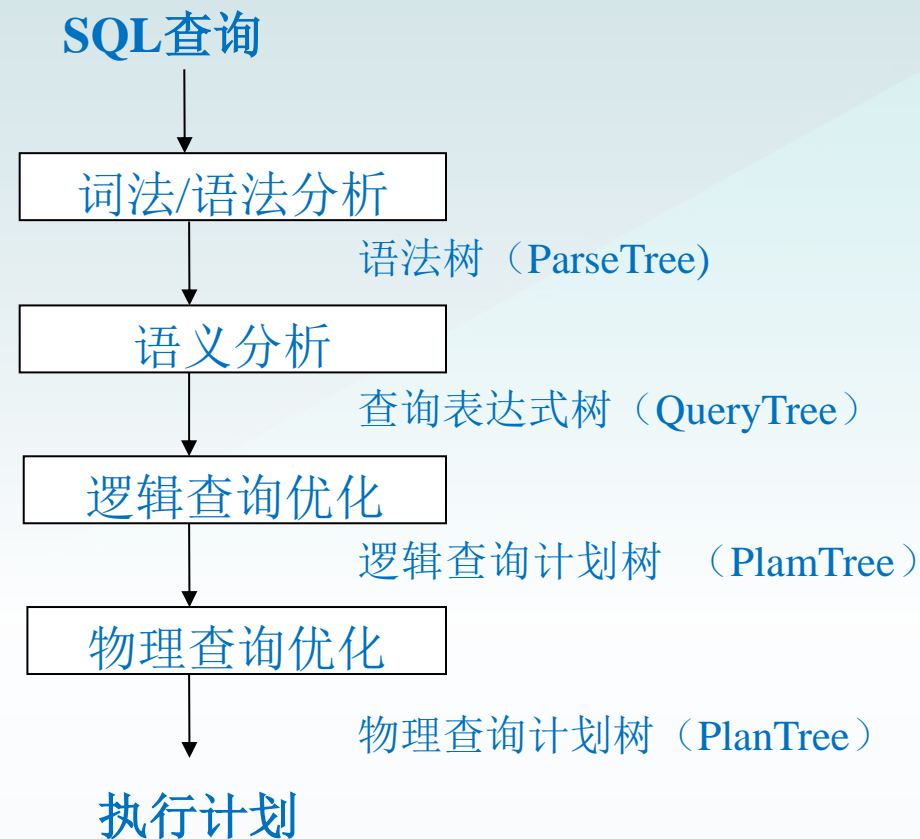 SQL查询
词法/语法分析
语法树（ParseTree)
语义分析
查询表达式树（QueryTree）
逻辑查询优化
逻辑查询计划树 （PlamTree）
物理查询优化
物理查询计划树（PlanTree）
执行计划